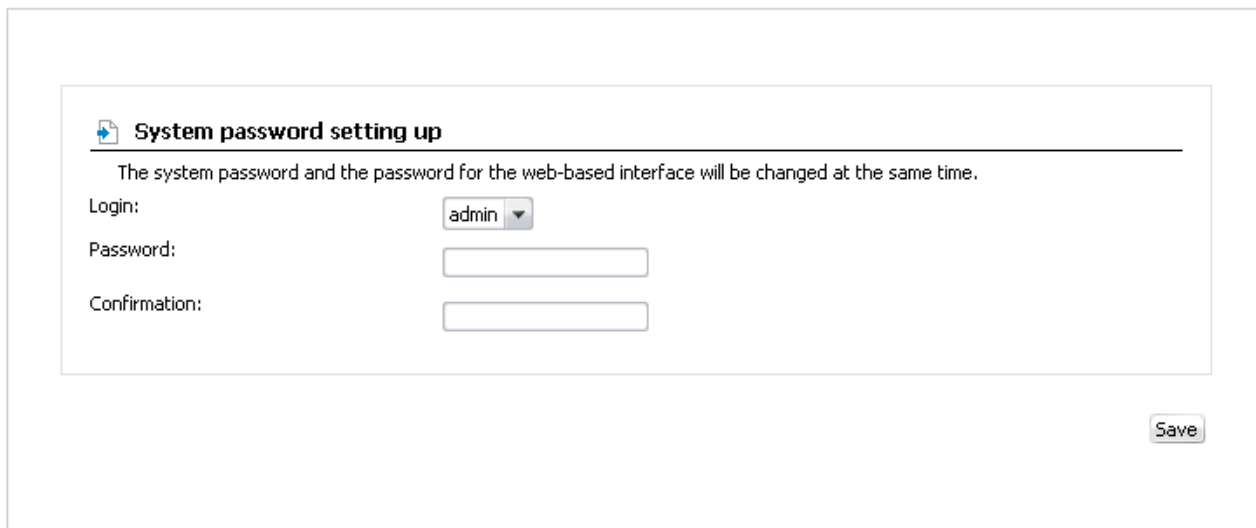 System password setting up
The system password and the password for the web-based interface will be changed at the same time.
Login:
admin
Password:
Confirmation:
Save